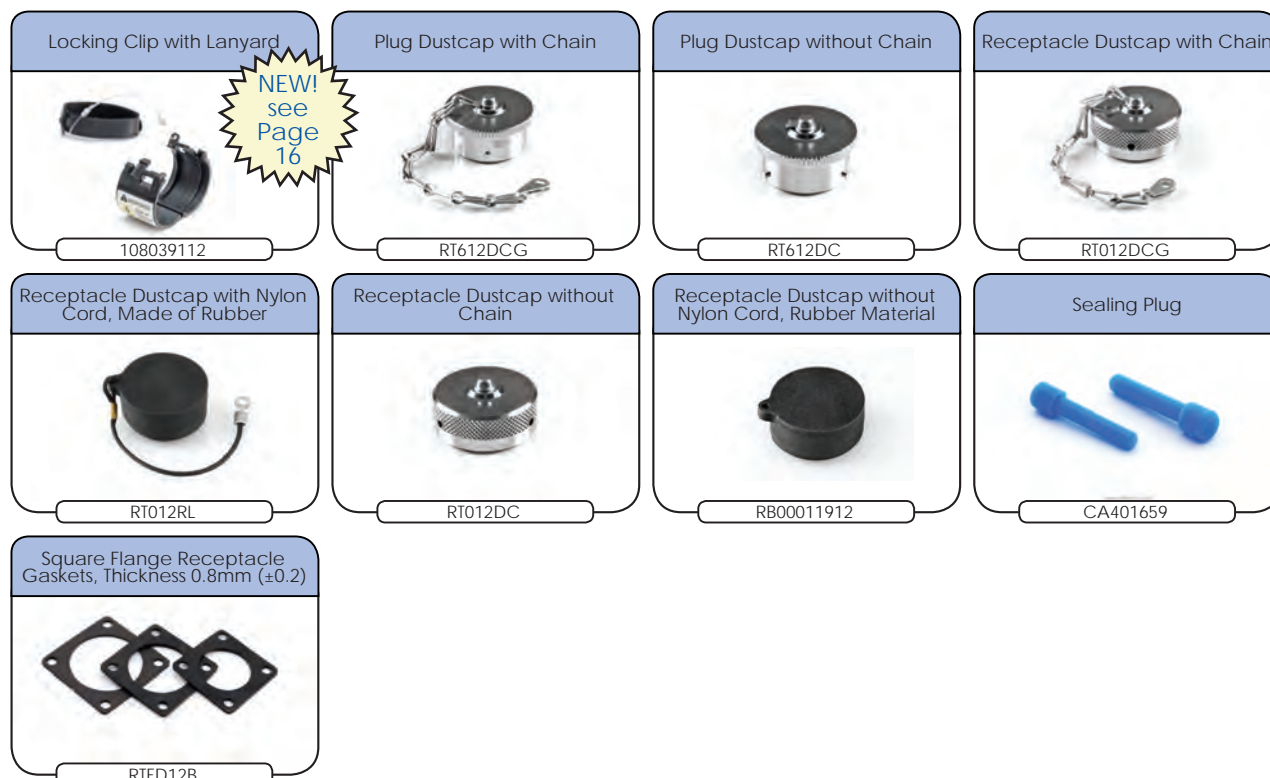 Locking Clip with Lanyard
NEW!
see
Page
16
108039112
Plug Dustcap with Chain
RT612DCG
Plug Dustcap without Chain
RT612DC
Receptacle Dustcap with Chain
RT012DCG
Receptacle Dustcap with Nylon
Cord, Made of Rubber
RT012RL
Receptacle Dustcap without
Chain
RT012DC
Receptacle Dustcap without
Nylon Cord, Rubber Material
RB00011912
Sealing Plug
CA401659
Square Flange Receptacle
Gaskets, Thickness 0.8mm (±0.2)
RTFD12B